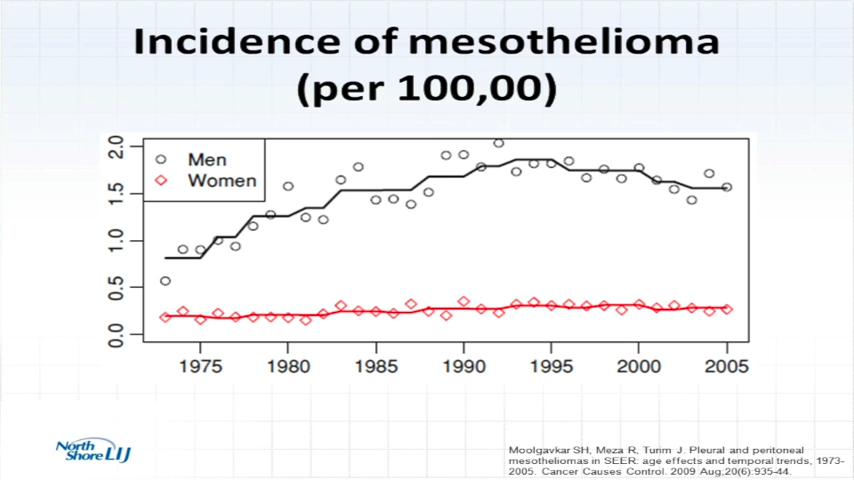 Incidence of mesothelioma
(per 100,00)
Men
Women
2.0
1.5
1.0
0.5
0.0
1975 1980 1985 1990 1995 2000 2005
North
Shore LIJ
Moolgavkar SH, Meza R, Turim J. Pleural and peritoneal
mesotheliomas in SEER: age effects and temporal trends, 1973-
2005. Cancer Causes Control. 2009 Aug;20(6):935-44.